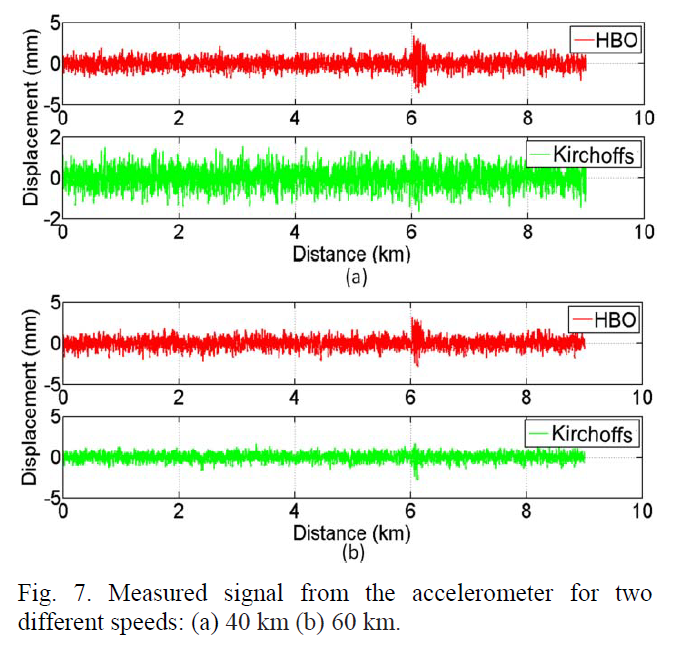 5
HBO
Displacement (mm)
0
-5
0 2 4 6 8 10
2
Kirchoffs
0
-2
0 2 4 6 8 10
Distance (km)
(a)
5
HBO
Displacement (mm)
0
-5
0 2 4 6 8 10
5
Kirchoffs
0
-5
0 2 4 6 8 10
Distance (km)
(b)
Fig. 7. Measured signal from the accelerometer for two
different speeds: (a) 40 km (b) 60 km.